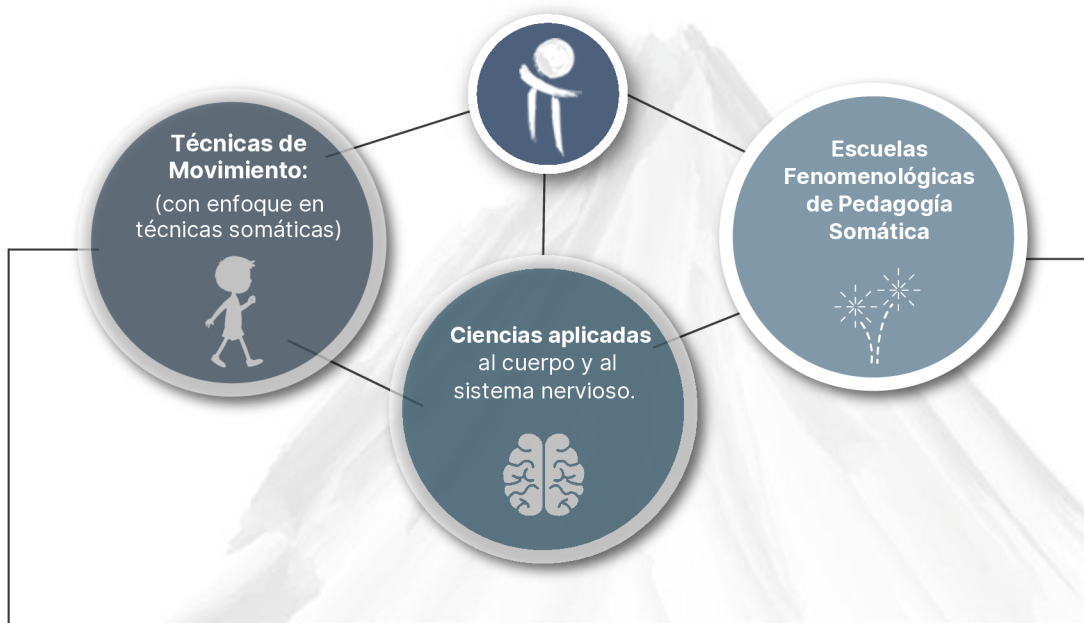 Técnicas de
Movimiento:
(con enfoque en
técnicas somáticas)
Escuelas
Fenomenológicas
de Pedagogía
Somática
Ciencias aplicadas
al cuerpo y al
sistema nervioso.